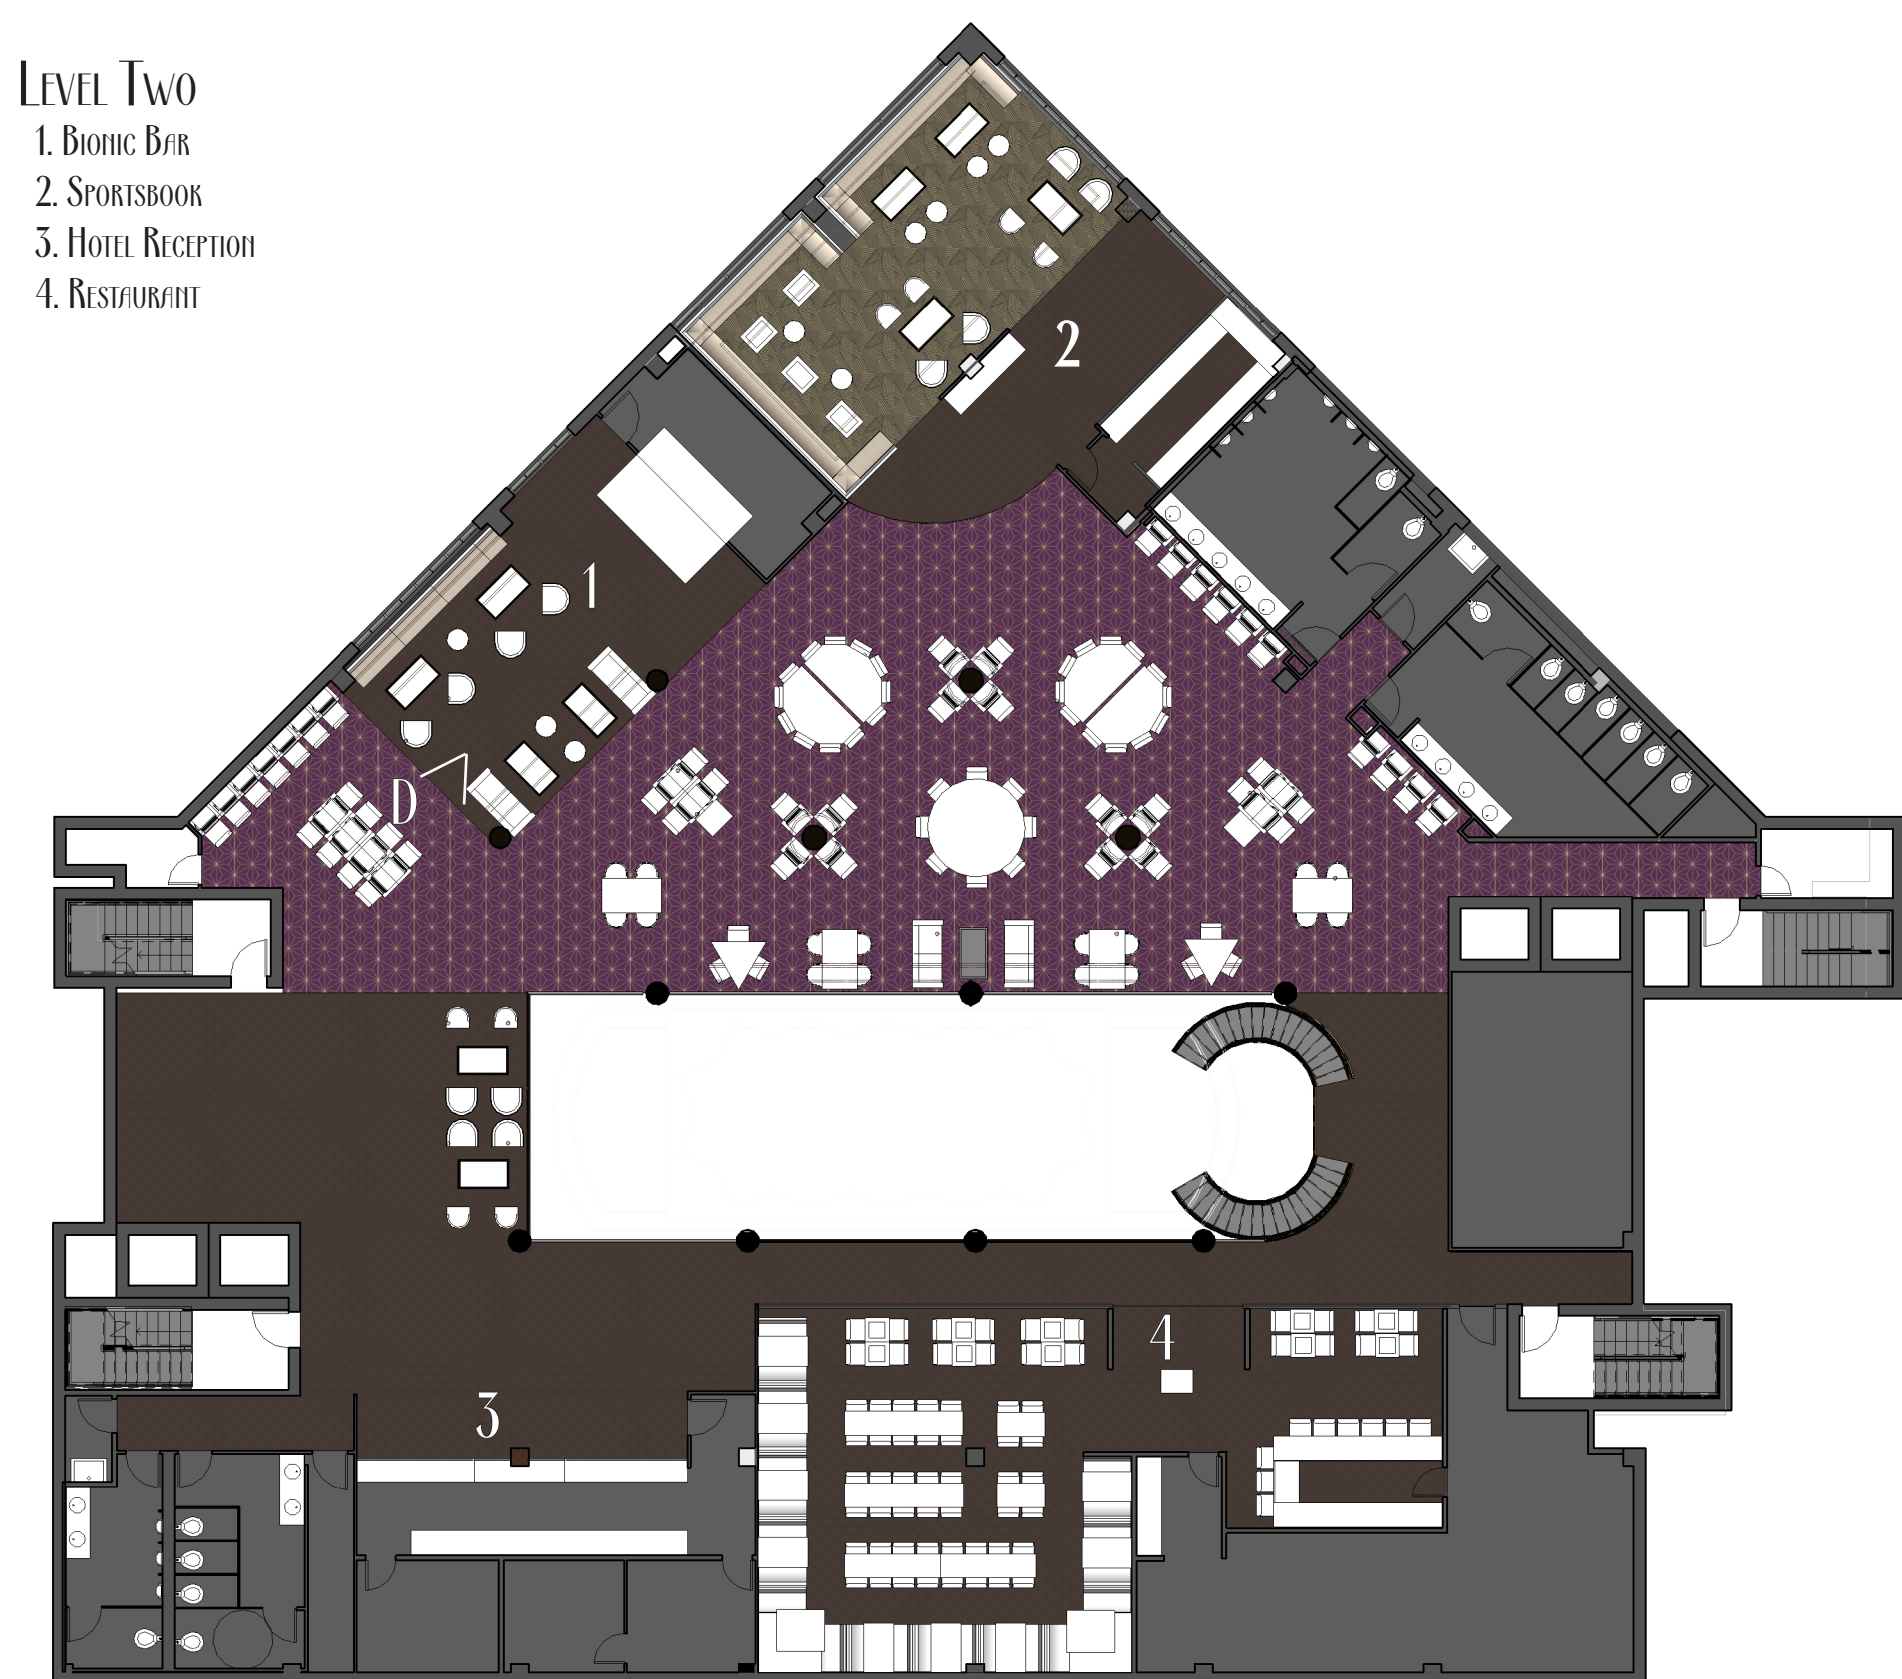 Level Two
1. Bionic Bar
2. Sportsbook
3. Hotel Reception
4. Restaurant
2
1
D
4
3